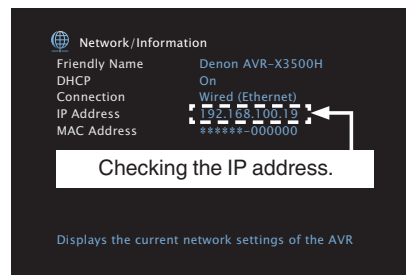 Network/Information
Friendly Name Denon AVR-X3500H
DHCP On
Connection Wired (Ethernet)
IP Address 192.168.100.19
MAC Address ******-000000
Checking the IP address.
Displays the current network settings of the AVR